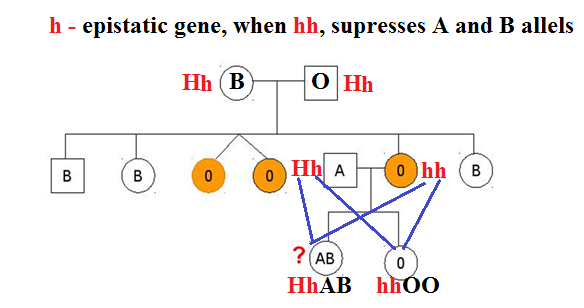 h - epistatic gene, when hh, supresses A and B allels
Hh B O Hh
B B 0 0 Hh A 0 hh B
? AB 0
HhAB hhOO